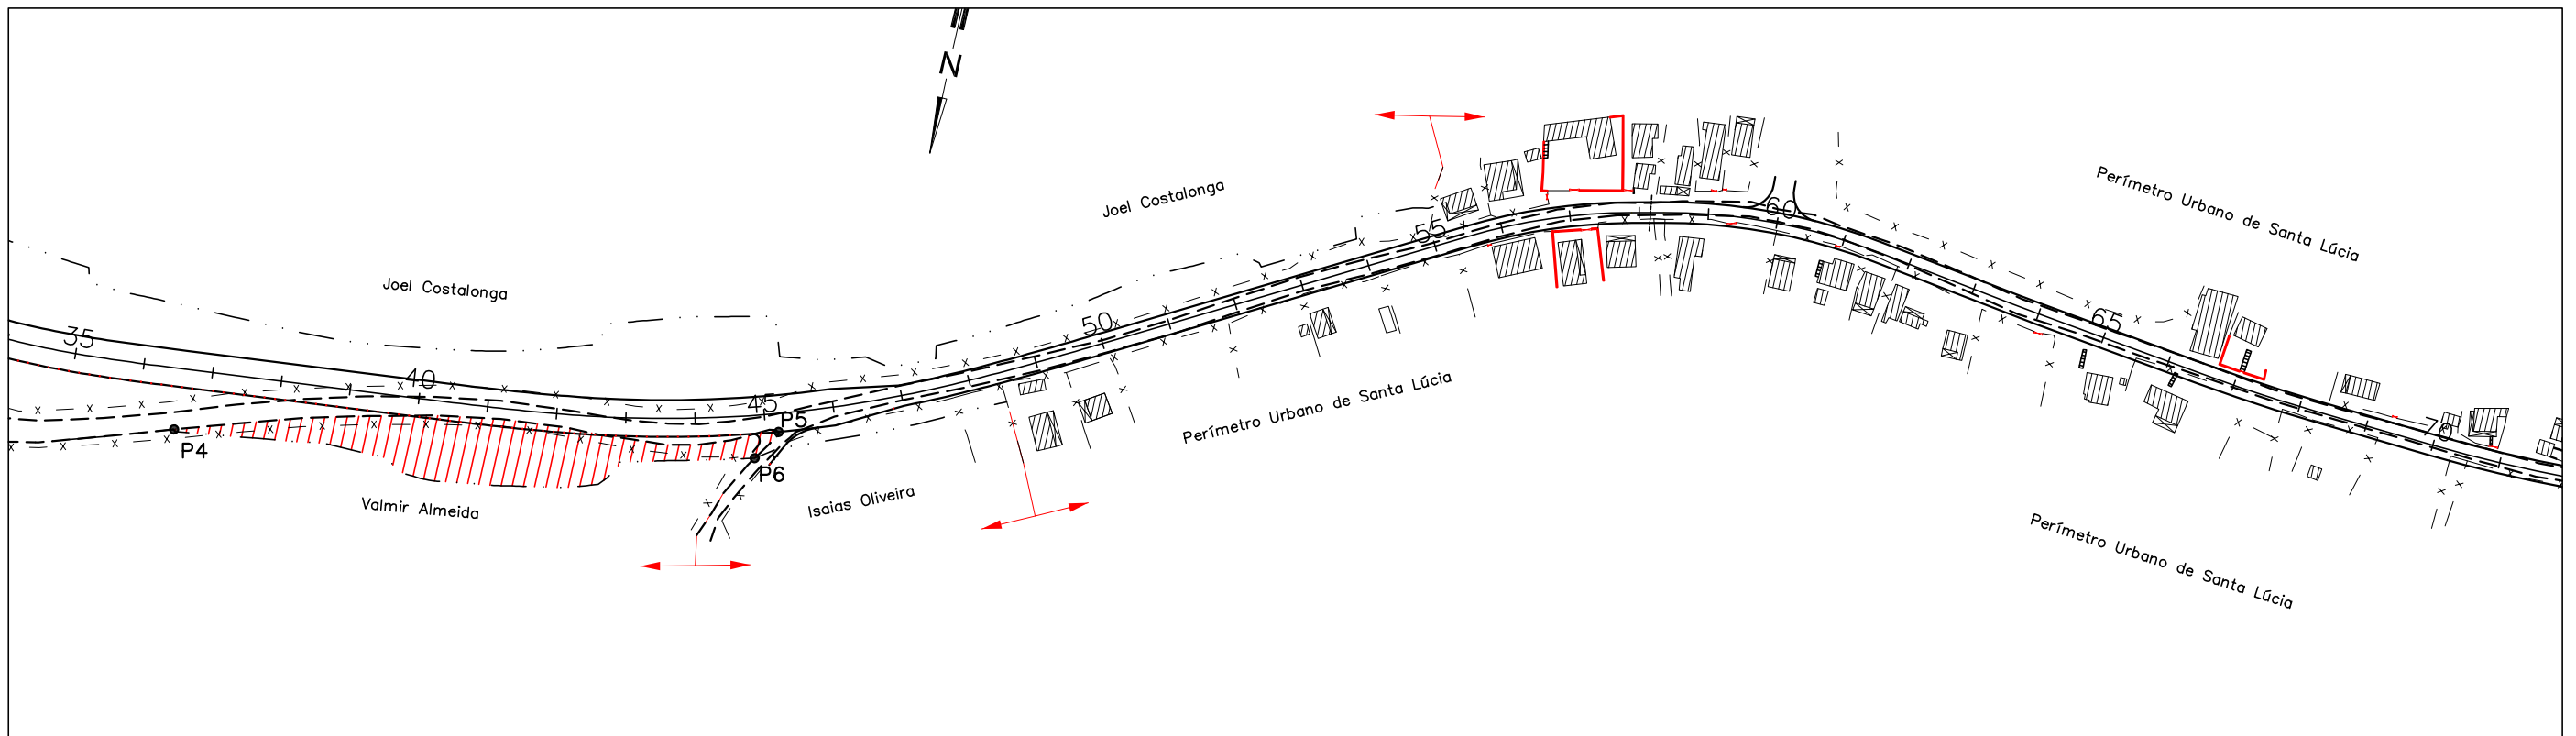 N
Joel Costalonga
Perímetro Urbano de Santa Lúcia
Joel Costalonga
35
40
45
50
55
60
65
70
P4
P5
P6
Valmir Almeida
Isaias Oliveira
Perímetro Urbano de Santa Lúcia
Perímetro Urbano de Santa Lúcia